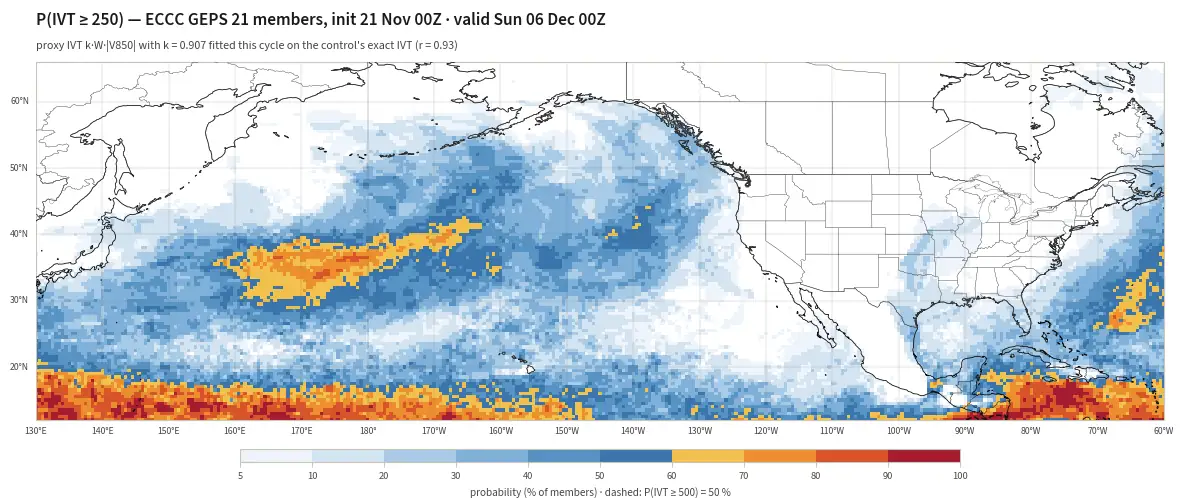 P(IVT ≥ 250) — ECCC GEPS 21 members, init 21 Nov 00Z · valid Sun 06 Dec 00Z
proxy IVT k·W·|V850| with k = 0.907 fitted this cycle on the control's exact IVT (r = 0.93)
60°N
50°N
40°N
30°N
20°N
130°E 140°E 150°E 160°E 170°E 180° 170°W 160°W 150°W 140°W 130°W 120°W 110°W 100°W 90°W 80°W 70°W 60°W
5 10 20 30 40 50 60 70 80 90 100
probability (% of members) · dashed: P(IVT ≥ 500) = 50 %